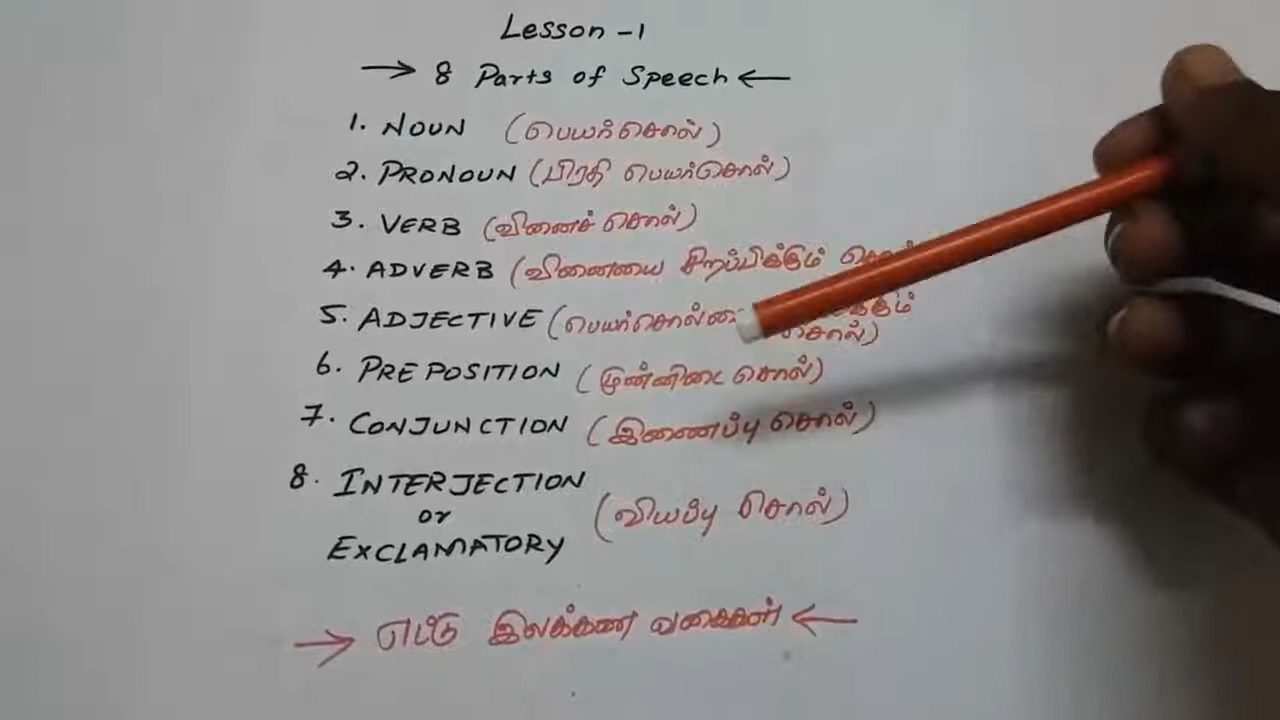 Lesson -1
→ 8 Parts of Speech ←
1. NOUN (பெயர்சொல்)
2. PRONOUN (பிரதி பெயர்சொல்)
3. VERB (வினைச் சொல்)
4. ADVERB (வினையை சிறப்பிக்கும்
5. ADJECTIVE (பெயர்சொல்லை
சொல்)
6. PREPOSITION (முன்னிடை சொல்)
7. CONJUNCTION (இணைப்பு சொல்)
8. INTERJECTION
or
EXCLAMATORY
(வியப்பு சொல்)
→ எட்டு இலக்கண வகைகள் ←